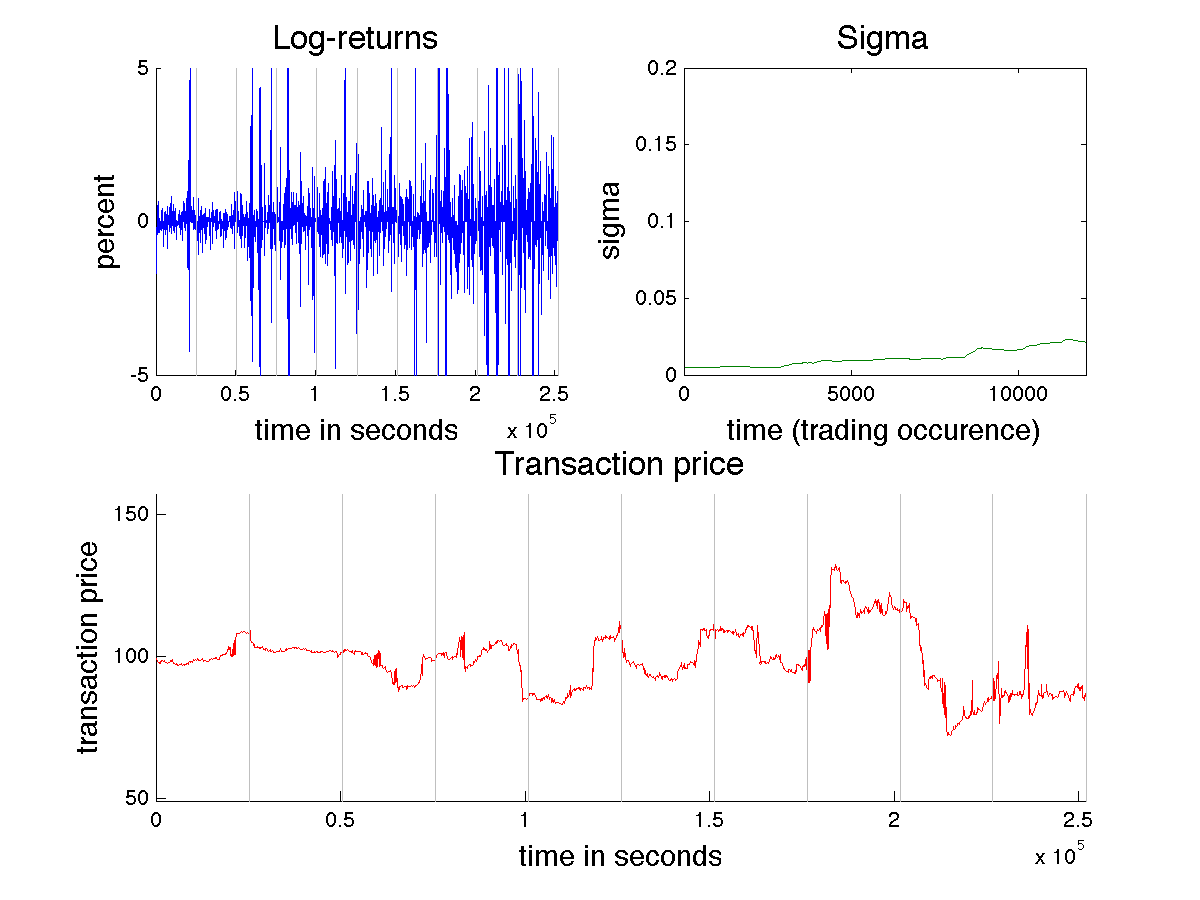 Log-returns
5
0
-5
percent
0
0.5
1
1.5
2
2.5
x 10^5
time in seconds
Sigma
0.2
0.15
0.1
0.05
0
sigma
0
5000
10000
time (trading occurence)
Transaction price
150
100
50
transaction price
0
0.5
1
1.5
2
2.5
x 10^5
time in seconds